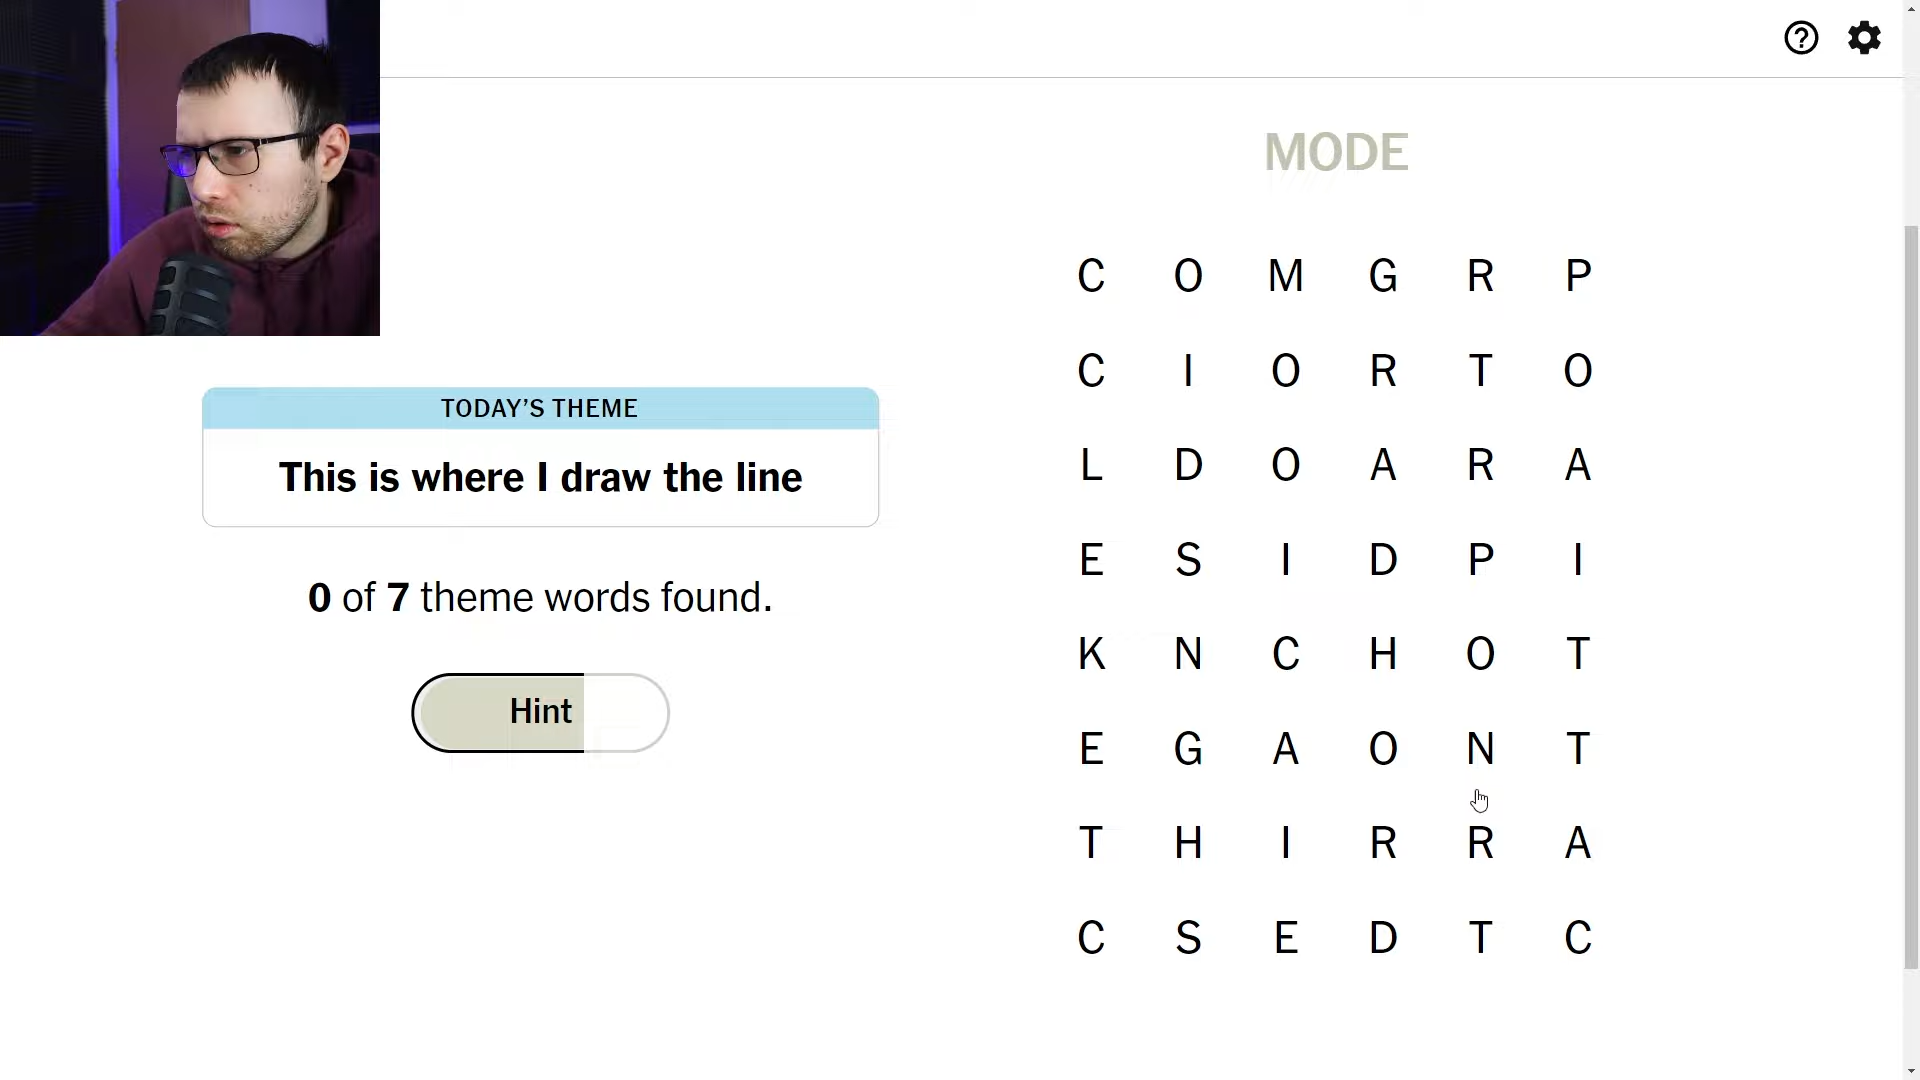 MODE
C O M G R P
C I O R T O
L D O A R A
E S I D P I
K N C H O T
E G A O N T
T H I R R A
C S E D T C
TODAY'S THEME
This is where I draw the line
0 of 7 theme words found.
Hint